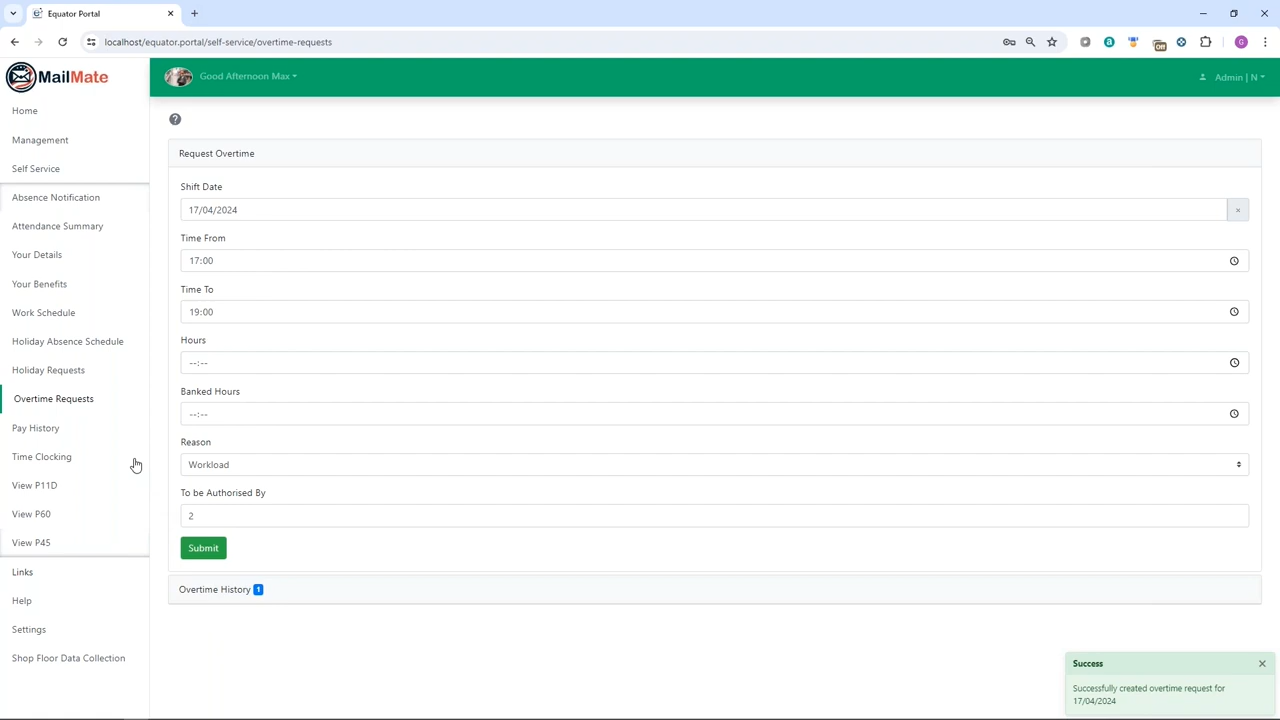 Equator Portal
localhost/equator.portal/self-service/overtime-requests
Off
G
MailMate
Good Afternoon Max
Admin | N
Home
Management
Self Service
Absence Notification
Attendance Summary
Your Details
Your Benefits
Work Schedule
Holiday Absence Schedule
Holiday Requests
Overtime Requests
Pay History
Time Clocking
View P11D
View P60
View P45
Links
Help
Settings
Shop Floor Data Collection
?
Request Overtime
Shift Date
17/04/2024
×
Time From
17:00
Time To
19:00
Hours
--:--
Banked Hours
--:--
Reason
Workload
To be Authorised By
2
Submit
Overtime History 1
Success
Successfully created overtime request for
17/04/2024